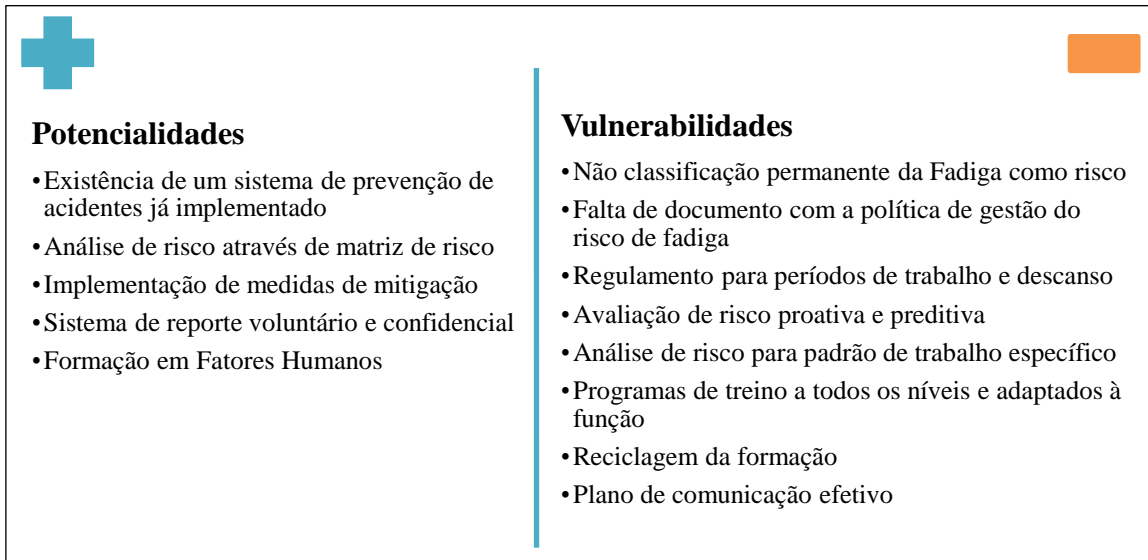 Potencialidades
•Existência de um sistema de prevenção de
acidentes já implementado
•Análise de risco através de matriz de risco
•Implementação de medidas de mitigação
•Sistema de reporte voluntário e confidencial
•Formação em Fatores Humanos
Vulnerabilidades
•Não classificação permanente da Fadiga como risco
•Falta de documento com a política de gestão do
risco de fadiga
•Regulamento para períodos de trabalho e descanso
•Avaliação de risco proativa e preditiva
•Análise de risco para padrão de trabalho específico
•Programas de treino a todos os níveis e adaptados à
função
•Reciclagem da formação
•Plano de comunicação efetivo